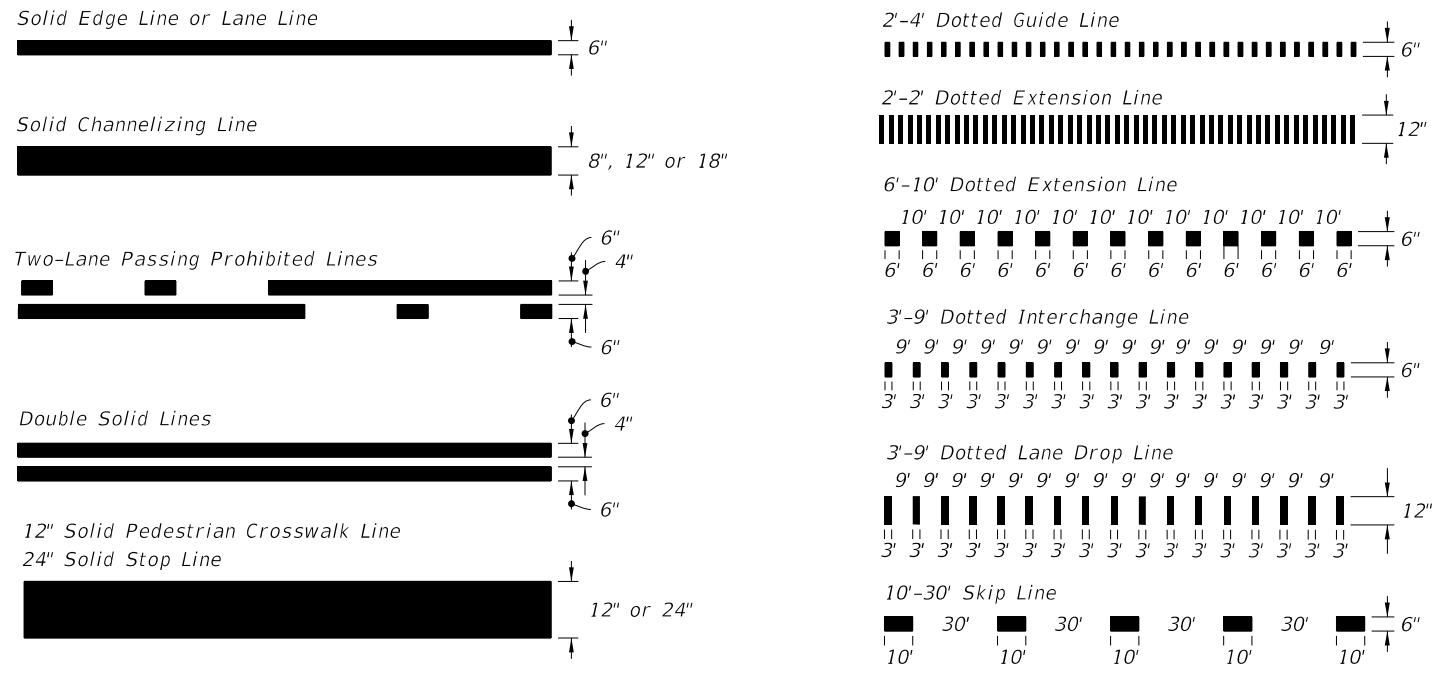 Solid Edge Line or Lane Line
6"
Solid Channelizing Line
8", 12" or 18"
Two-Lane Passing Prohibited Lines
6"
4"
6"
Double Solid Lines
6"
4"
6"
12" Solid Pedestrian Crosswalk Line
24" Solid Stop Line
12" or 24"
2'-4' Dotted Guide Line
6"
2'-2' Dotted Extension Line
12"
6'-10' Dotted Extension Line
10' 10' 10' 10' 10' 10' 10' 10' 10' 10' 10' 10'
6"
6' 6' 6' 6' 6' 6' 6' 6' 6' 6' 6' 6' 6'
3'-9' Dotted Interchange Line
9' 9' 9' 9' 9' 9' 9' 9' 9' 9' 9' 9' 9' 9' 9' 9'
6"
3' 3' 3' 3' 3' 3' 3' 3' 3' 3' 3' 3' 3' 3' 3' 3' 3'
3'-9' Dotted Lane Drop Line
9' 9' 9' 9' 9' 9' 9' 9' 9' 9' 9' 9' 9' 9' 9' 9'
12"
3' 3' 3' 3' 3' 3' 3' 3' 3' 3' 3' 3' 3' 3' 3' 3' 3'
10'-30' Skip Line
30' 30' 30' 30'
6"
10' 10' 10' 10' 10'